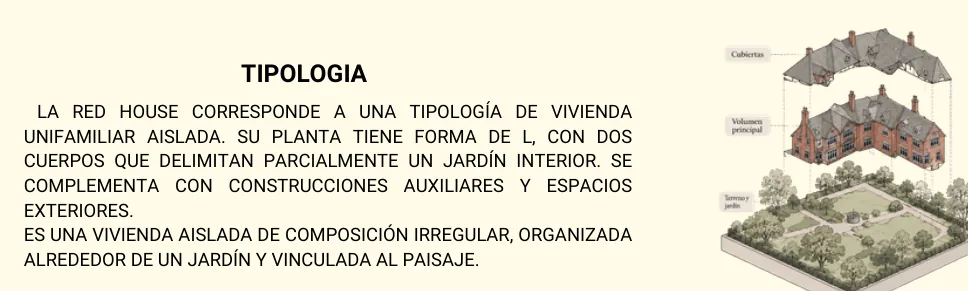 TIPOLOGIA
LA RED HOUSE CORRESPONDE A UNA TIPOLOGÍA DE VIVIENDA
UNIFAMILIAR AISLADA. SU PLANTA TIENE FORMA DE L, CON DOS
CUERPOS QUE DELIMITAN PARCIALMENTE UN JARDÍN INTERIOR. SE
COMPLEMENTA CON CONSTRUCCIONES AUXILIARES Y ESPACIOS
EXTERIORES.
ES UNA VIVIENDA AISLADA DE COMPOSICIÓN IRREGULAR, ORGANIZADA
ALREDEDOR DE UN JARDÍN Y VINCULADA AL PAISAJE.
Cubiertas
Volumen
principal
Terreno y
jardín